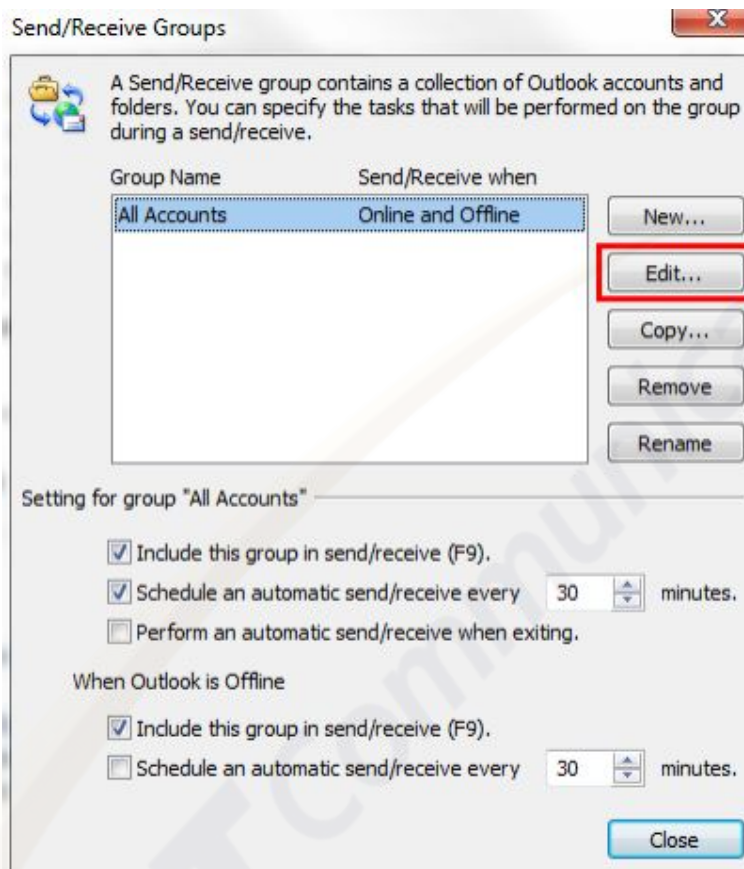 Send/Receive Groups
A Send/Receive group contains a collection of Outlook accounts and
folders. You can specify the tasks that will be performed on the group
during a send/receive.
Group Name Send/Receive when
All Accounts Online and Offline
New...
Edit...
Copy...
Remove
Rename
Setting for group "All Accounts"
Include this group in send/receive (F9).
Schedule an automatic send/receive every 30 minutes.
Perform an automatic send/receive when exiting.
When Outlook is Offline
Include this group in send/receive (F9).
Schedule an automatic send/receive every 30 minutes.
Close